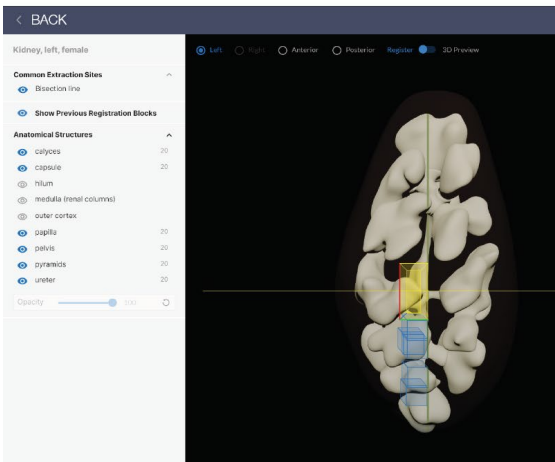 < BACK
Kidney, left, female
Left Right Anterior Posterior Register 3D Preview
Common Extraction Sites
Bisection line
Show Previous Registration Blocks
Anatomical Structures
calyces 20
capsule 20
hilum
medulla (renal columns)
outer cortex
papilla 20
pelvis 20
pyramids 20
ureter 20
Opacity 100